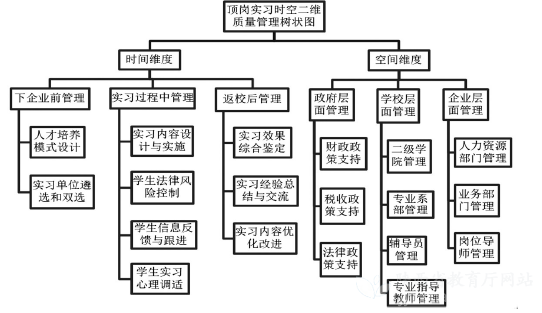 顶岗实习时空二维
质量管理树状图
时间维度
空间维度
下企业前管理
实习过程中管理
返校后管理
政府层
面管理
学校层
面管理
企业层
面管理
人才培养
模式设计
实习单位遴
选和双选
实习内容设
计与实施
学生法律风
险控制
学生信息反
馈与跟进
学生实习
心理调适
实习效果
综合鉴定
实习经验总
结与交流
实习内容优
化改进
财政政
策支持
税收政
策支持
法律政
策支持
二级学
院管理
专业系
部管理
辅导员
管理
专业指导
教师管理
人力资源
部门管理
业务部
门管理
岗位导
师管理